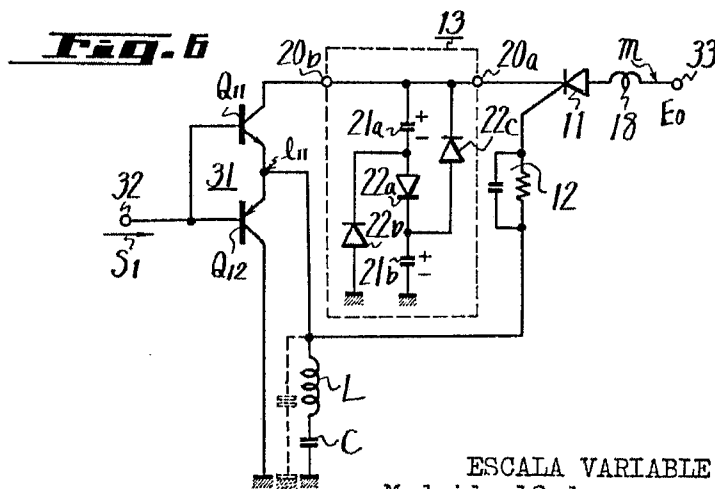 Fig. 6
13
20b
20a
m
33
Q11
21a
+
-
22c
11
18
E0
l11
31
32
22a
12
S1
22b
Q12
21b
+
-
L
C
ESCALA VARIABLE